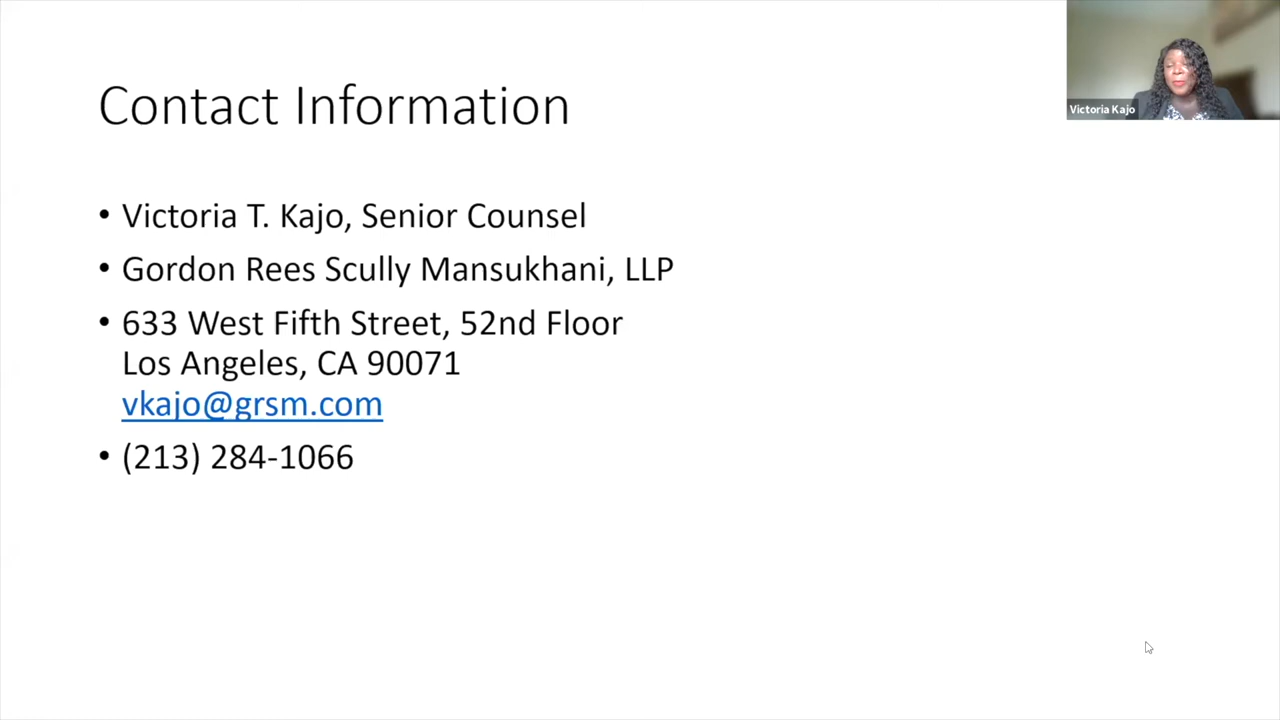 Contact Information
Victoria Kajo
• Victoria T. Kajo, Senior Counsel
• Gordon Rees Scully Mansukhani, LLP
• 633 West Fifth Street, 52nd Floor
Los Angeles, CA 90071
vkajo@grsm.com
• (213) 284-1066